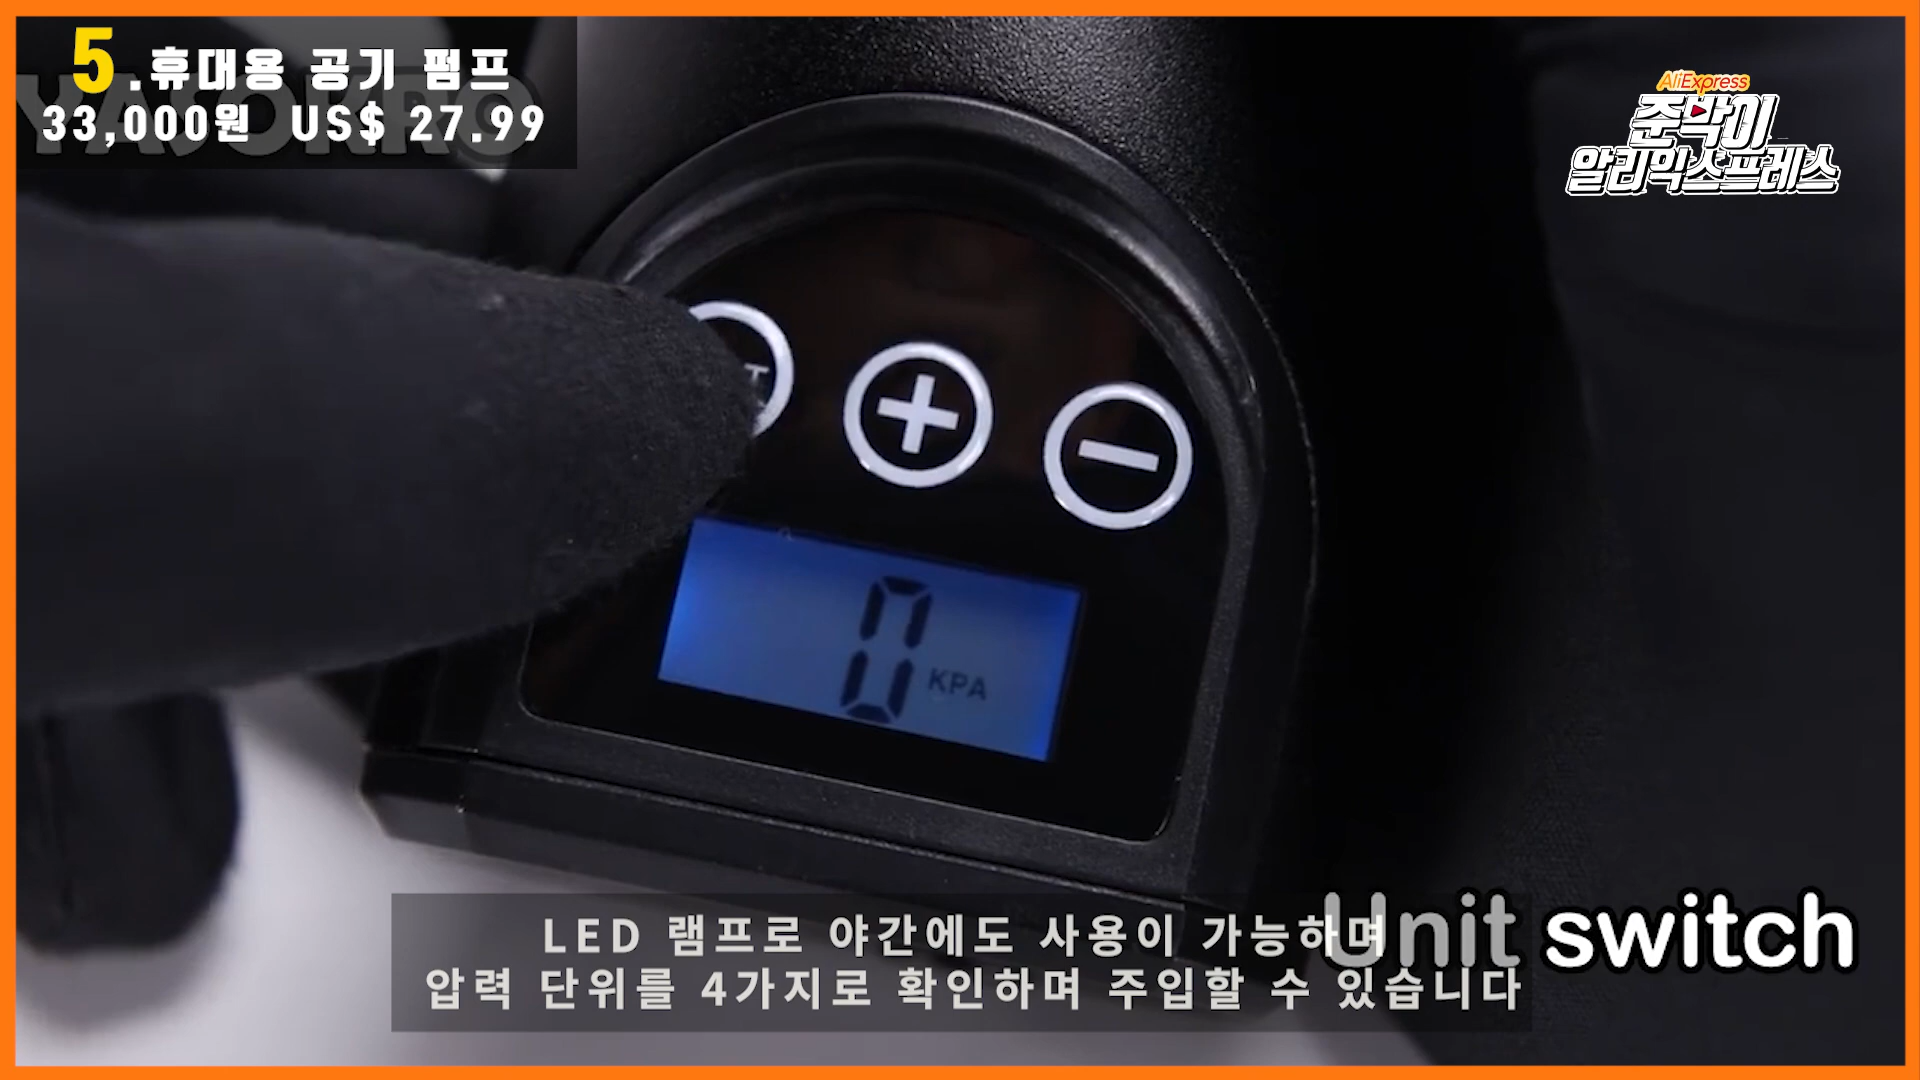 5.휴대용 공기 펌프
33,000원 US$ 27.99
YASOKRO
AliExpress
준박이
알리익스프레스
+
−
0 KPA
Unit switch
LED 램프로 야간에도 사용이 가능하며
압력 단위를 4가지로 확인하며 주입할 수 있습니다